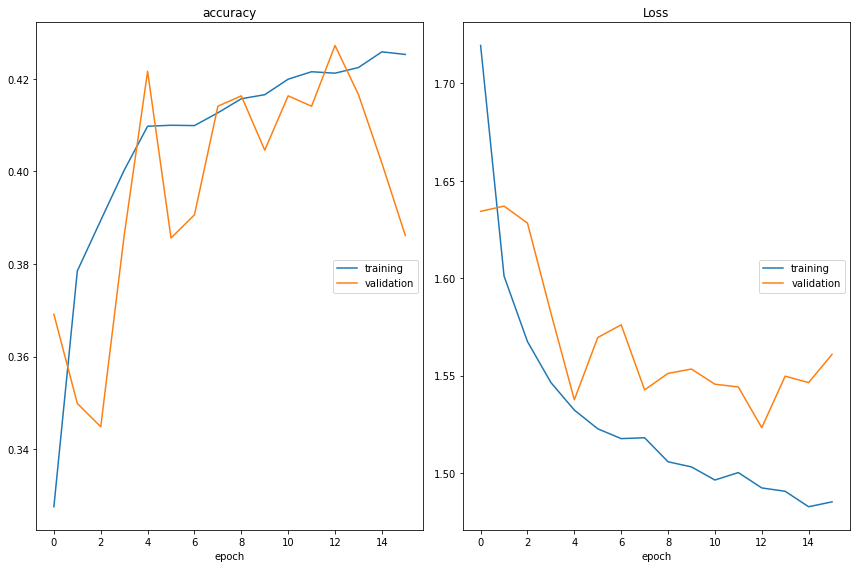 accuracy
0.42
0.40
0.38
0.36
0.34
training
validation
0 2 4 6 8 10 12 14
epoch
Loss
1.70
1.65
1.60
1.55
1.50
training
validation
0 2 4 6 8 10 12 14
epoch